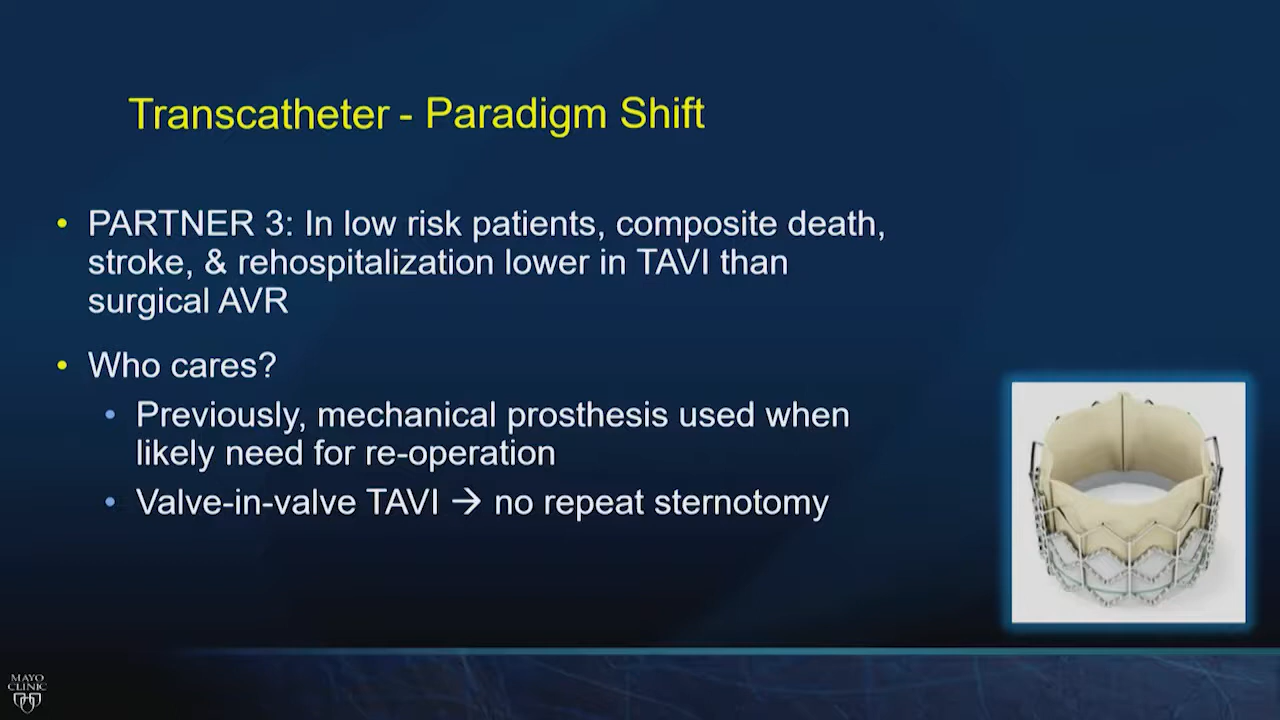 Transcatheter - Paradigm Shift
• PARTNER 3: In low risk patients, composite death,
stroke, & rehospitalization lower in TAVI than
surgical AVR
• Who cares?
• Previously, mechanical prosthesis used when
likely need for re-operation
• Valve-in-valve TAVI → no repeat sternotomy
MAYO
CLINIC